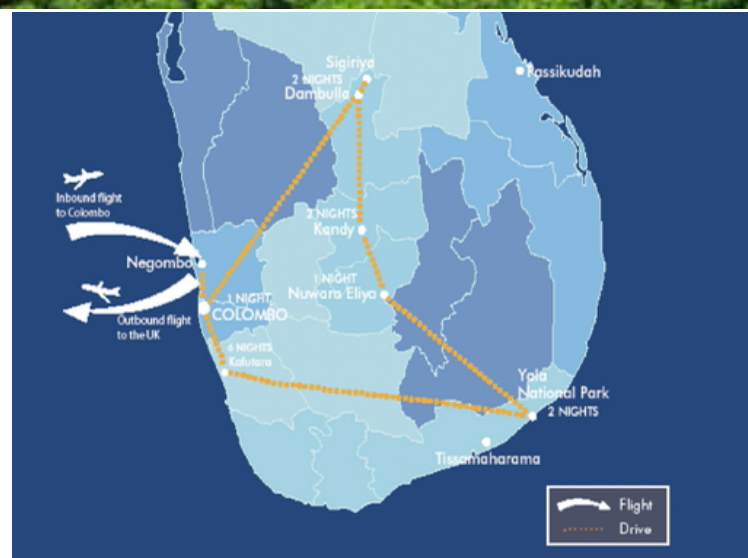 Sigiriya
2 NIGHTS
Dambulla
Passikudah
Inbound flight
to Colombo
2 NIGHTS
Kandy
Negombo
1 NIGHT
Nuwara Eliya
1 NIGHT
COLOMBO
Outbound flight
to the UK
6 NIGHTS
Kalutara
Yala
National Park
2 NIGHTS
Tissamaharama
Flight
Drive